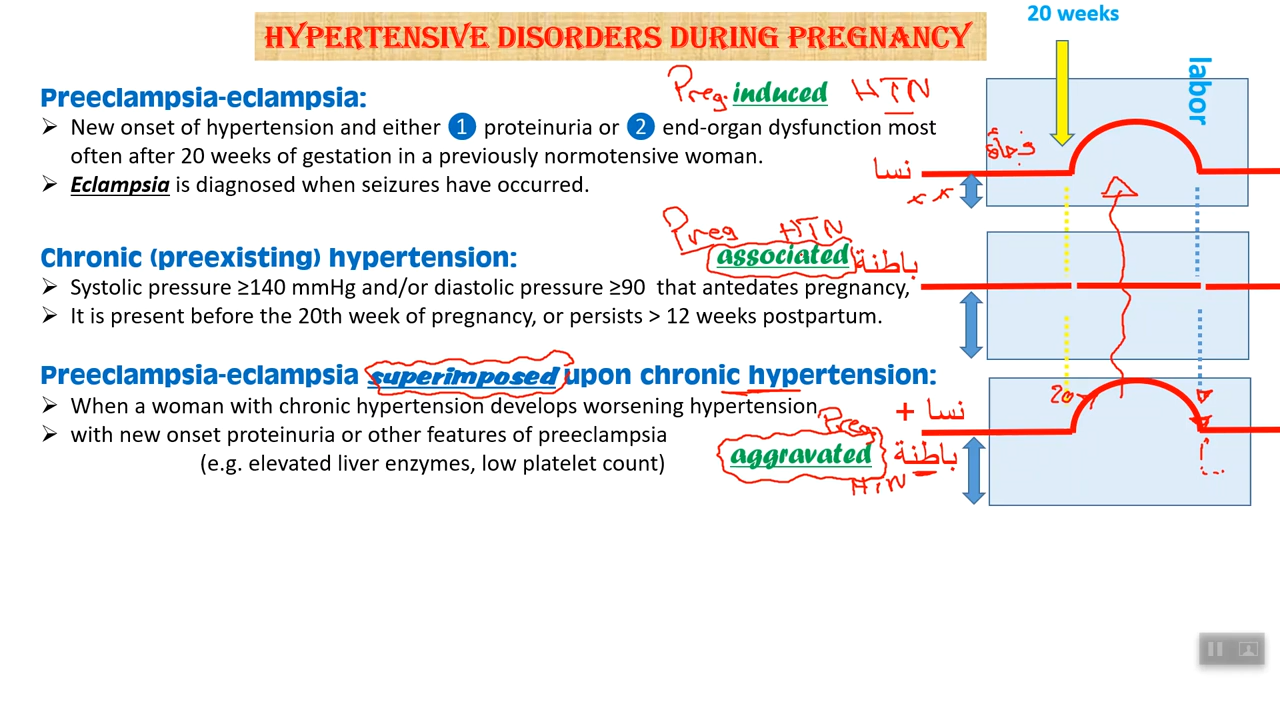 20 weeks
HYPERTENSIVE DISORDERS DURING PREGNANCY
labor
Preeclampsia-eclampsia:
Preg. induced HTN
➢ New onset of hypertension and either 1 proteinuria or 2 end-organ dysfunction most
often after 20 weeks of gestation in a previously normotensive woman.
فجأة
نسا
➢ Eclampsia is diagnosed when seizures have occurred.
Preg HTN
Chronic (preexisting) hypertension:
associated باطنة
➢ Systolic pressure ≥140 mmHg and/or diastolic pressure ≥90 that antedates pregnancy,
➢ It is present before the 20th week of pregnancy, or persists > 12 weeks postpartum.
Preeclampsia-eclampsia superimposed upon chronic hypertension:
20
➢ When a woman with chronic hypertension develops worsening hypertension
+ نسا
Preg
➢ with new onset proteinuria or other features of preeclampsia
aggravated باطنة
HTN
(e.g. elevated liver enzymes, low platelet count)